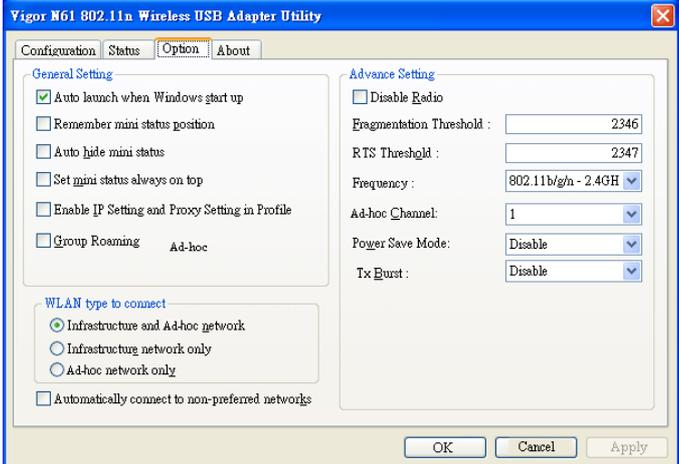 Vigor N61 802.11n Wireless USB Adapter Utility
Configuration Status Option About
General Setting
Auto launch when Windows start up
Remember mini status position
Auto hide mini status
Set mini status always on top
Enable IP Setting and Proxy Setting in Profile
Group Roaming Ad-hoc
WLAN type to connect
Infrastructure and Ad-hoc network
Infrastructure network only
Ad-hoc network only
Automatically connect to non-preferred networks
Advance Setting
Disable Radio
Fragmentation Threshold : 2346
RTS Threshold : 2347
Frequency : 802.11b/g/n - 2.4GH
Ad-hoc Channel: 1
Power Save Mode: Disable
Tx Burst : Disable
OK Cancel Apply